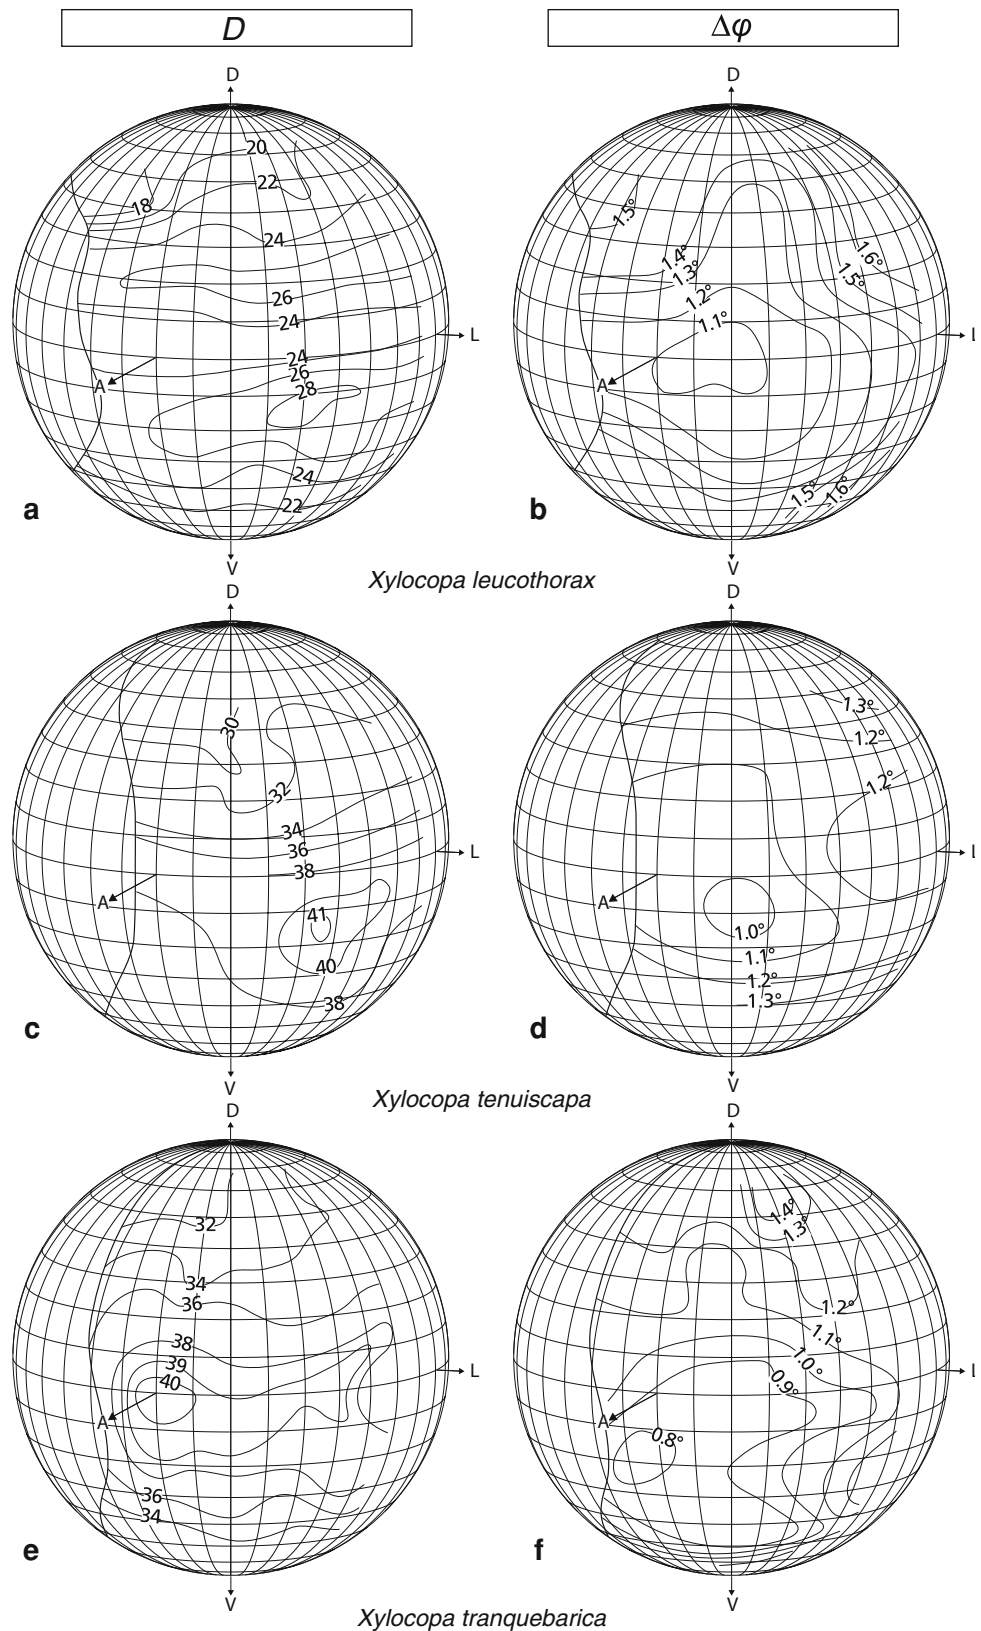 D Δφ
D D
20
22
18
24
26
24
24
26
28
24
22
A L
a
V
1.5°
1.4°
1.3°
1.2°
1.1°
1.6°
1.5°
1.5° 1.6°
A L
b
Xylocopa leucothorax
D D
30
32
34
36
38
41
40
38
A L
c
V
1.3°
1.2°
1.2°
1.0°
1.1°
1.2°
1.3°
A L
d
V
Xylocopa tenuiscapa
D D
32
34
36
38
39
40
36
34
A L
e
V
1.4°
1.3°
1.2°
1.1°
1.0°
0.9°
0.8°
A L
f
V
Xylocopa tranquebarica